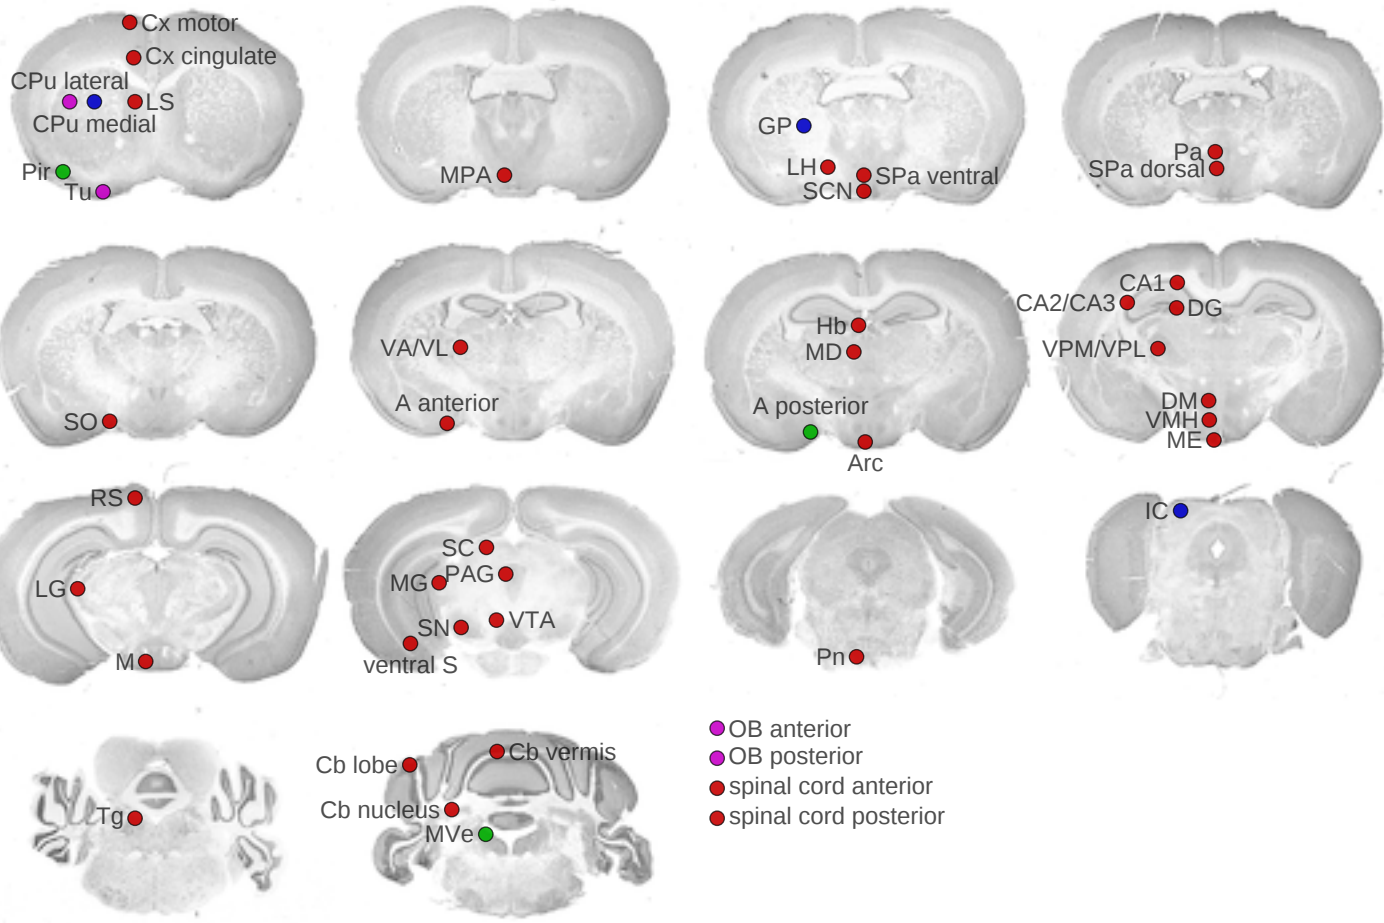 Cx motor
Cx cingulate
CPu lateral
LS
CPu medial
Pir
Tu
MPA
GP
LH
SPa ventral
SCN
Pa
SPa dorsal
SO
VA/VL
A anterior
Hb
MD
A posterior
Arc
CA1
CA2/CA3
DG
VPM/VPL
DM
VMH
ME
RS
LG
M
SC
MG
PAG
SN
VTA
ventral S
Pn
IC
Tg
Cb lobe
Cb vermis
Cb nucleus
MVe
OB anterior
OB posterior
spinal cord anterior
spinal cord posterior